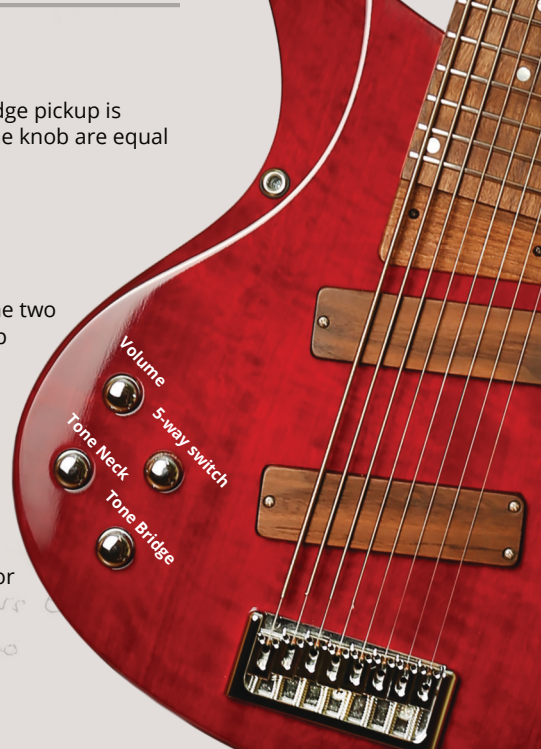 dge pickup is
e knob are equal
e two
Volume
5-way switch
Tone Neck
Tone Bridge
or